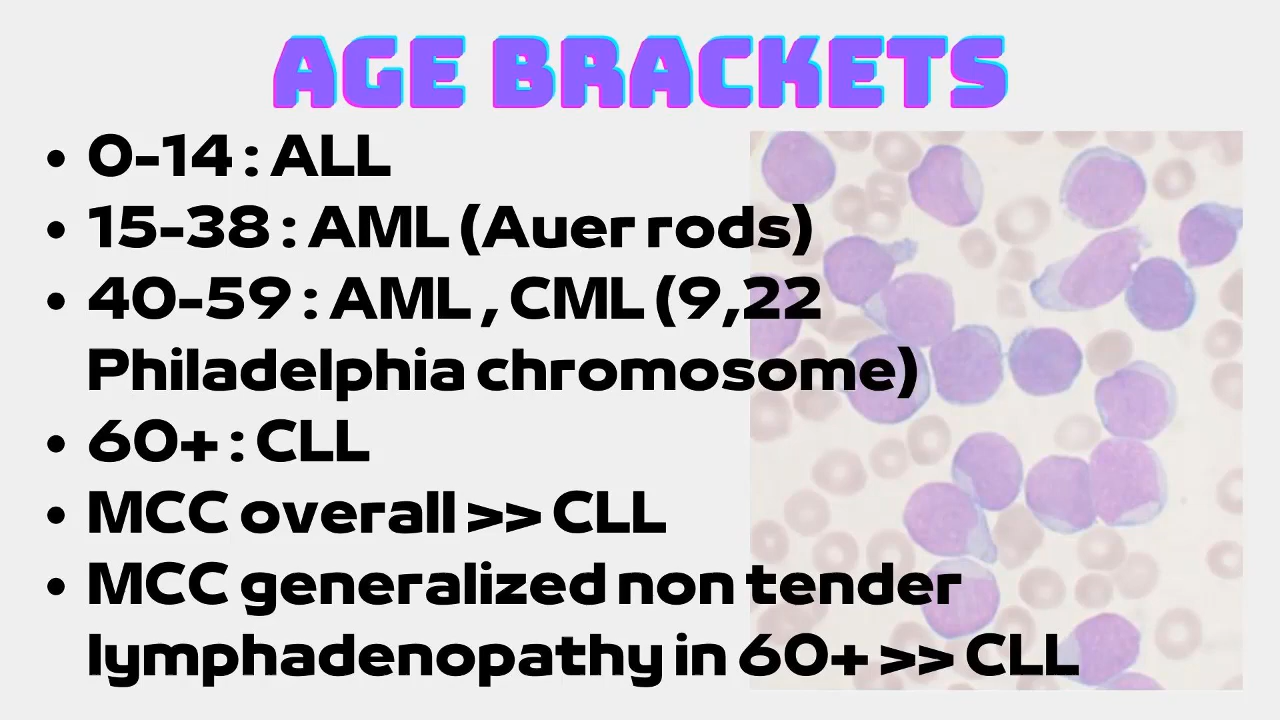 AGE BRACKETS
• 0-14 : ALL
• 15-38 : AML (Auer rods)
• 40-59 : AML , CML (9,22
Philadelphia chromosome)
• 60+ : CLL
• MCC overall >> CLL
• MCC generalized non tender
lymphadenopathy in 60+ >> CLL